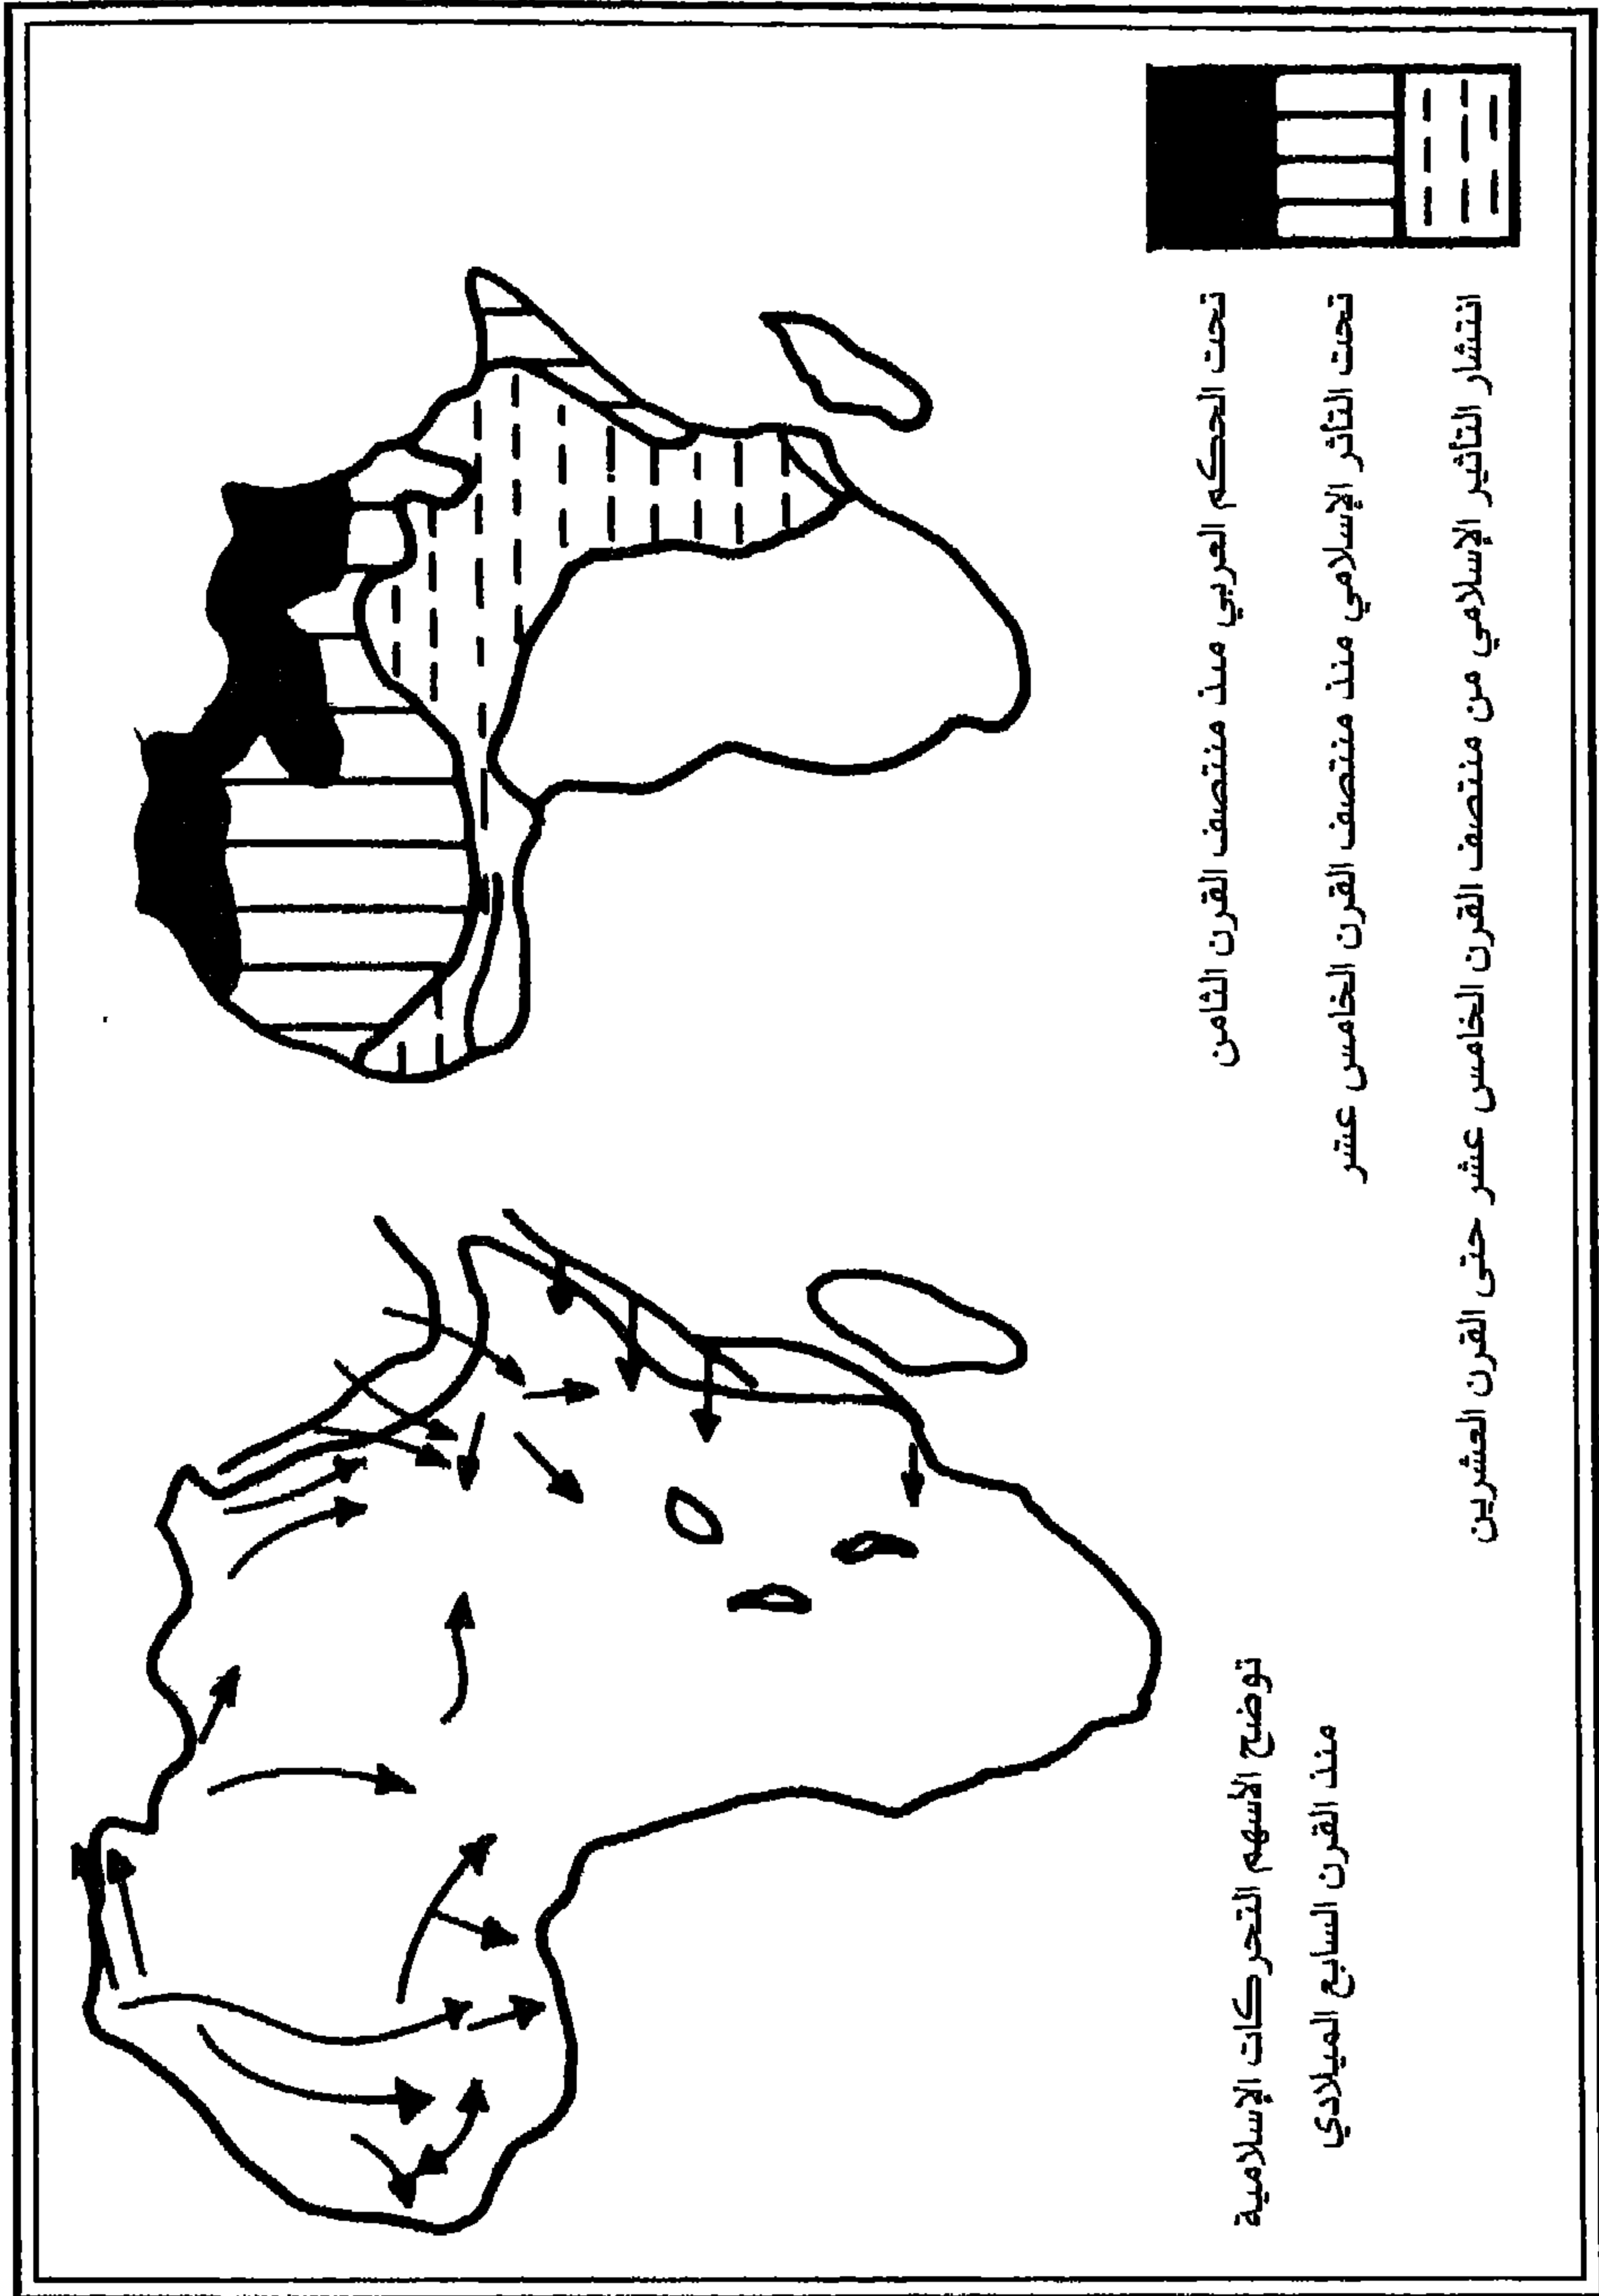 تحت الحكم العربي منذ منتصف القرن الثامن
تحت التأثر الإسلامي منذ منتصف القرن الخامس عشر
انتشار التأثير الإسلامي من منتصف القرن الخامس عشر حتى القرن العشرين
توضح الأسهم التحركات الإسلامية
منذ القرن السابع الميلادي